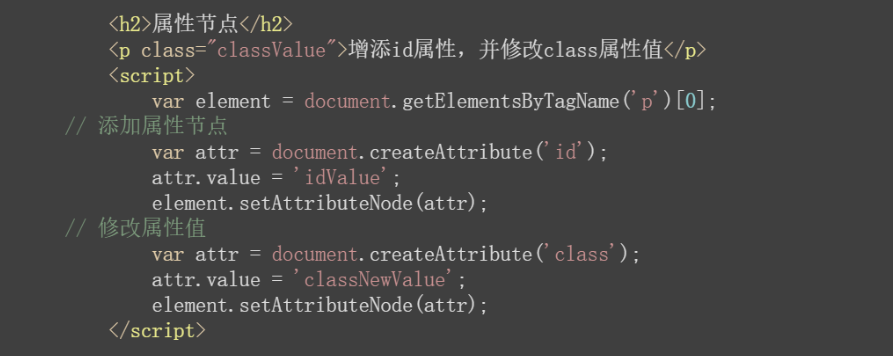 <h2>属性节点</h2>
<p class="classValue">增添id属性，并修改class属性值</p>
<script>
var element = document.getElementsByTagName('p')[0];
// 添加属性节点
var attr = document.createAttribute('id');
attr.value = 'idValue';
element.setAttributeNode(attr);
// 修改属性值
var attr = document.createAttribute('class');
attr.value = 'classNewValue';
element.setAttributeNode(attr);
</script>